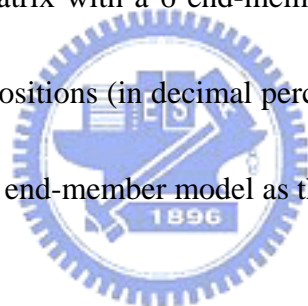 atrix with a 6 end-mem
ositions (in decimal perc
end-member model as th
1896